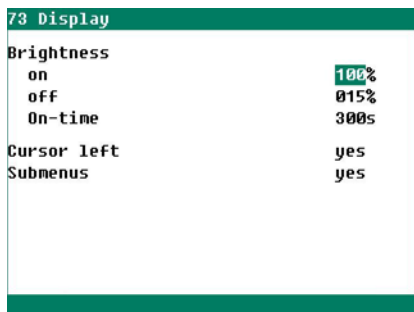 73 Display
Brightness
on 100%
off 015%
On-time 300s
Cursor left yes
Submenus yes